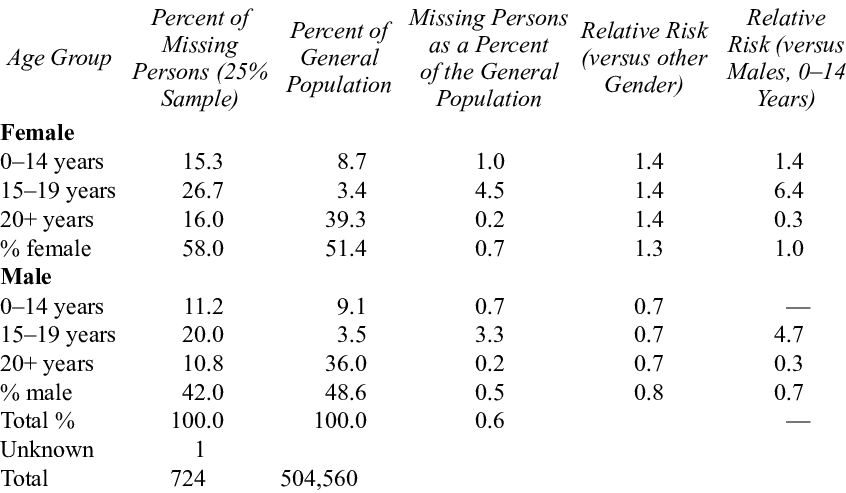 Age Group
Percent of
Missing
Persons (25%
Sample)
Percent of
General
Population
Missing Persons
as a Percent
of the General
Population
Relative Risk
(versus other
Gender)
Relative
Risk (versus
Males, 0–14
Years)
Female
0–14 years 15.3 8.7 1.0 1.4 1.4
15–19 years 26.7 3.4 4.5 1.4 6.4
20+ years 16.0 39.3 0.2 1.4 0.3
% female 58.0 51.4 0.7 1.3 1.0
Male
0–14 years 11.2 9.1 0.7 0.7 —
15–19 years 20.0 3.5 3.3 0.7 4.7
20+ years 10.8 36.0 0.2 0.7 0.3
% male 42.0 48.6 0.5 0.8 0.7
Total % 100.0 100.0 0.6 —
Unknown 1
Total 724 504,560